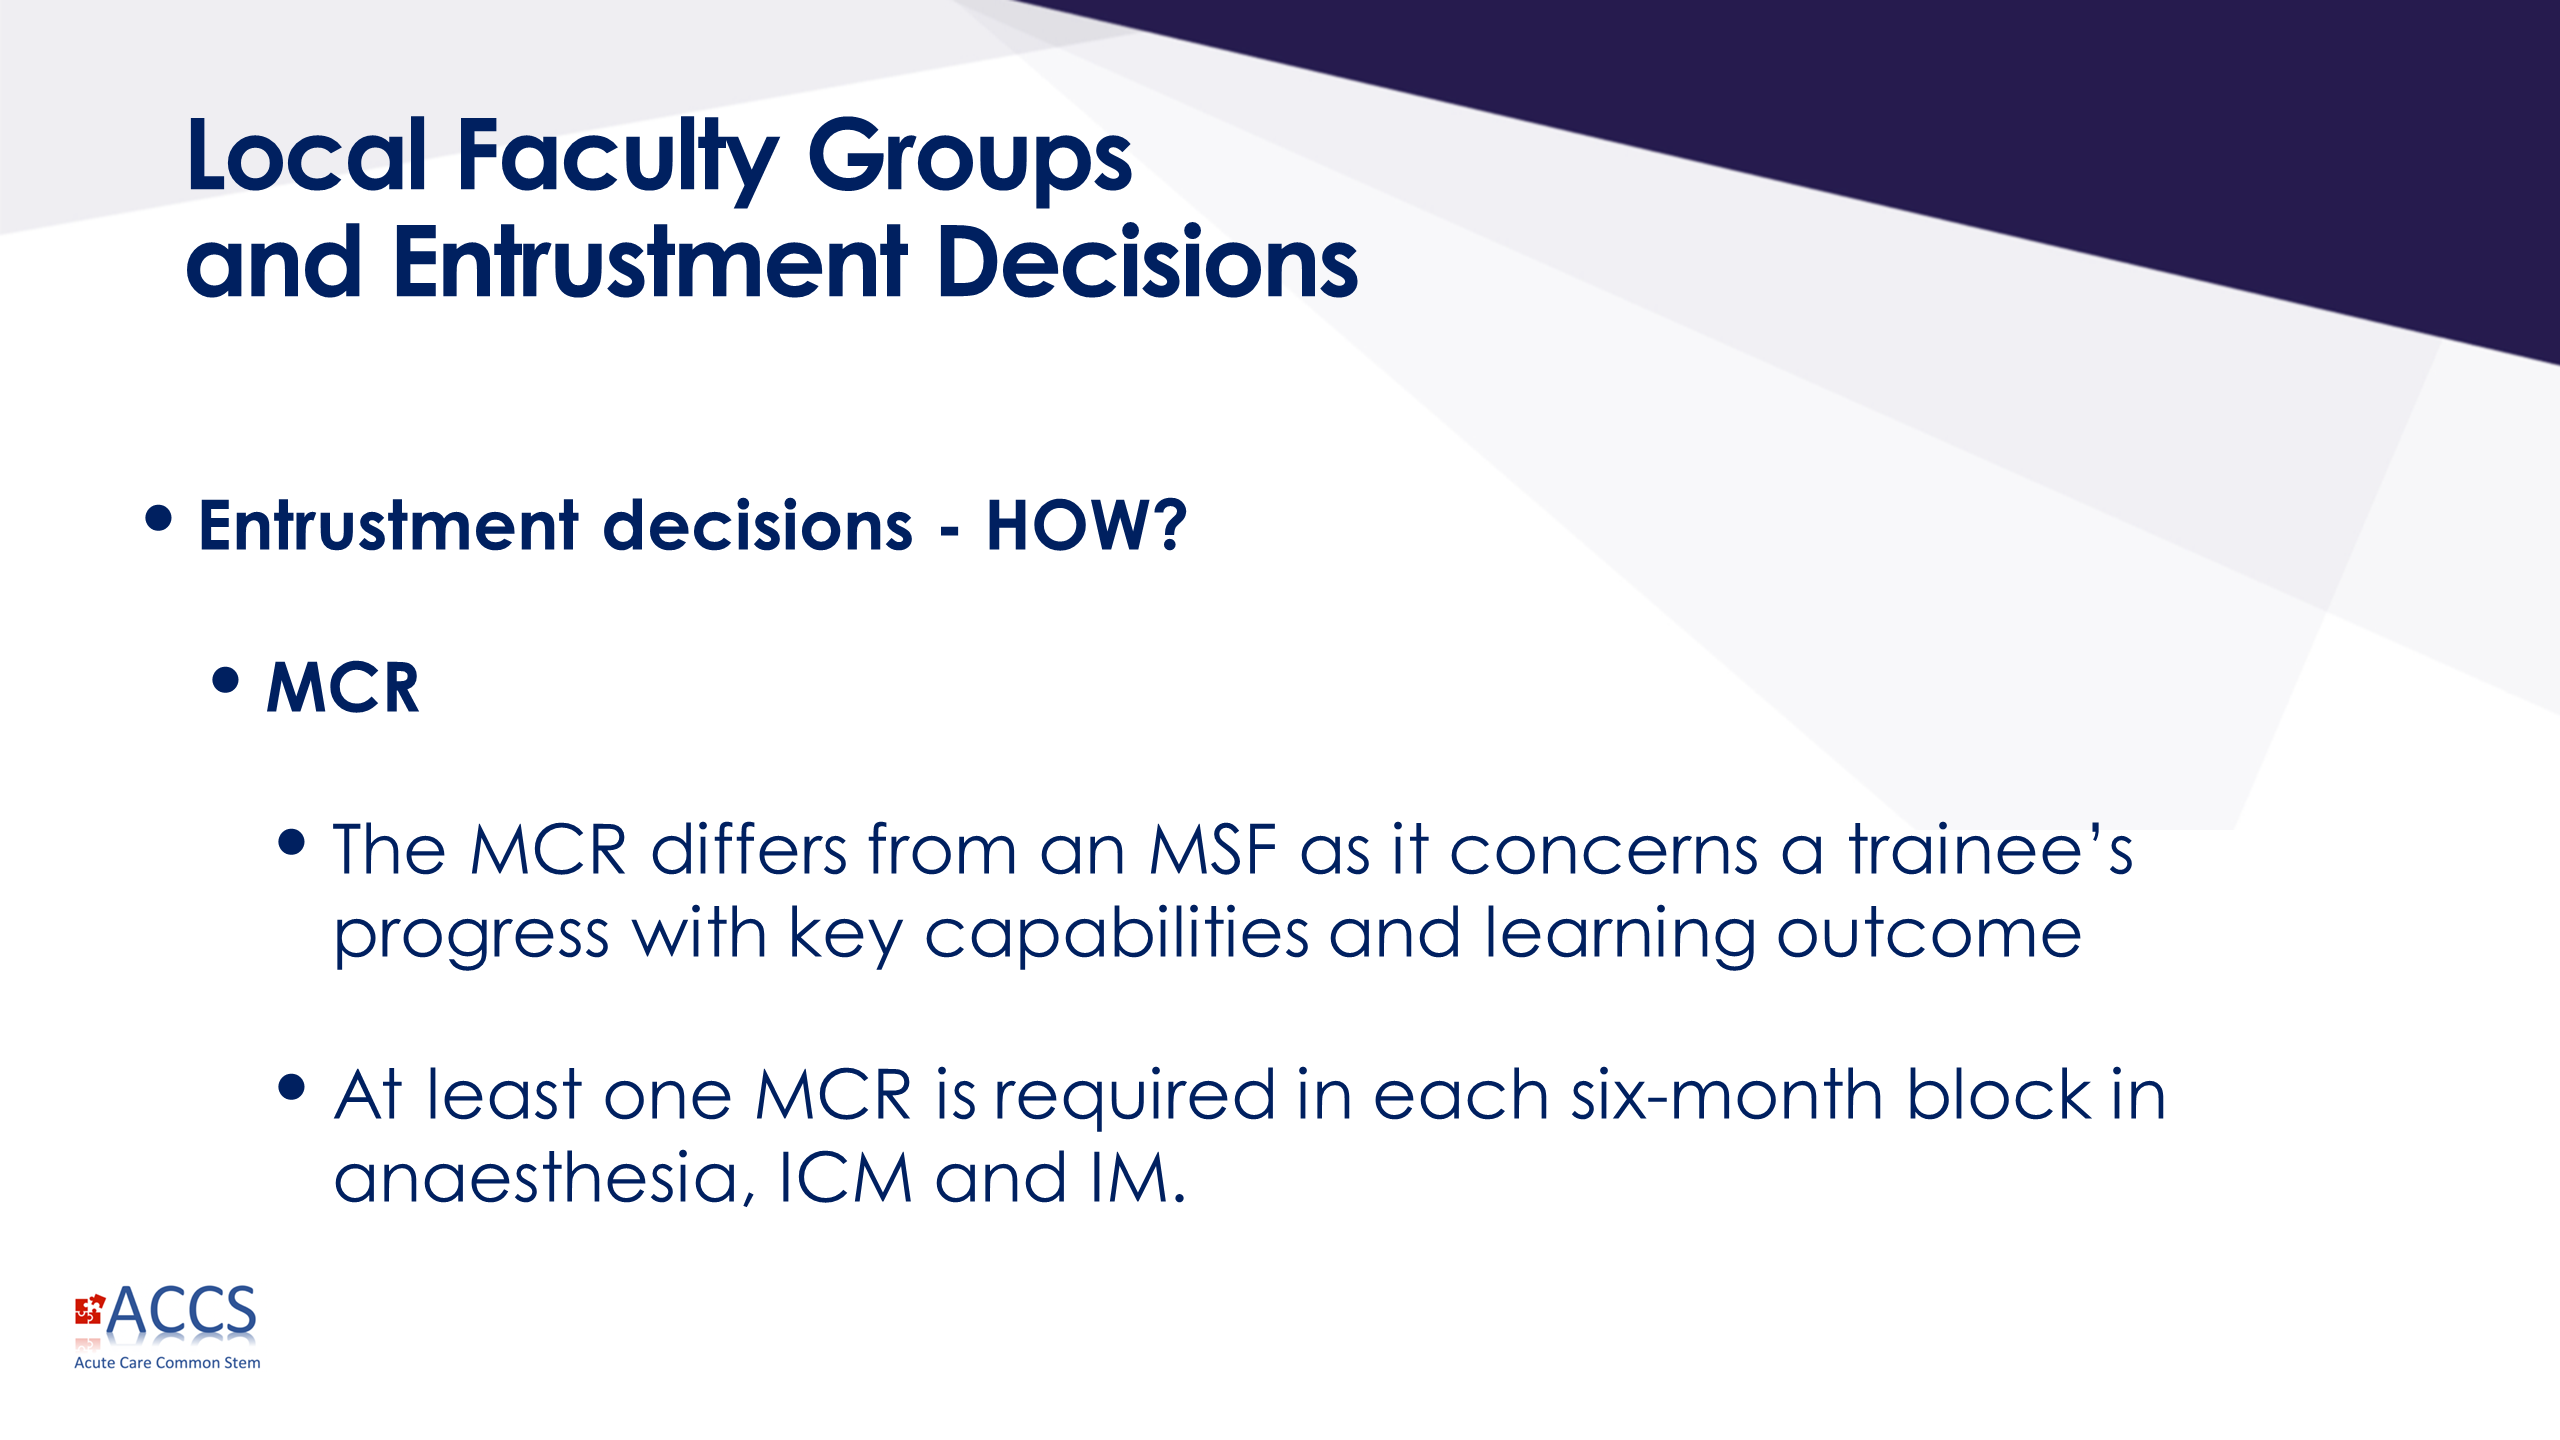 Local Faculty Groups
and Entrustment Decisions
• Entrustment decisions - HOW?
• MCR
• The MCR differs from an MSF as it concerns a trainee’s
progress with key capabilities and learning outcome
• At least one MCR is required in each six-month block in
anaesthesia, ICM and IM.
ACCS
Acute Care Common Stem